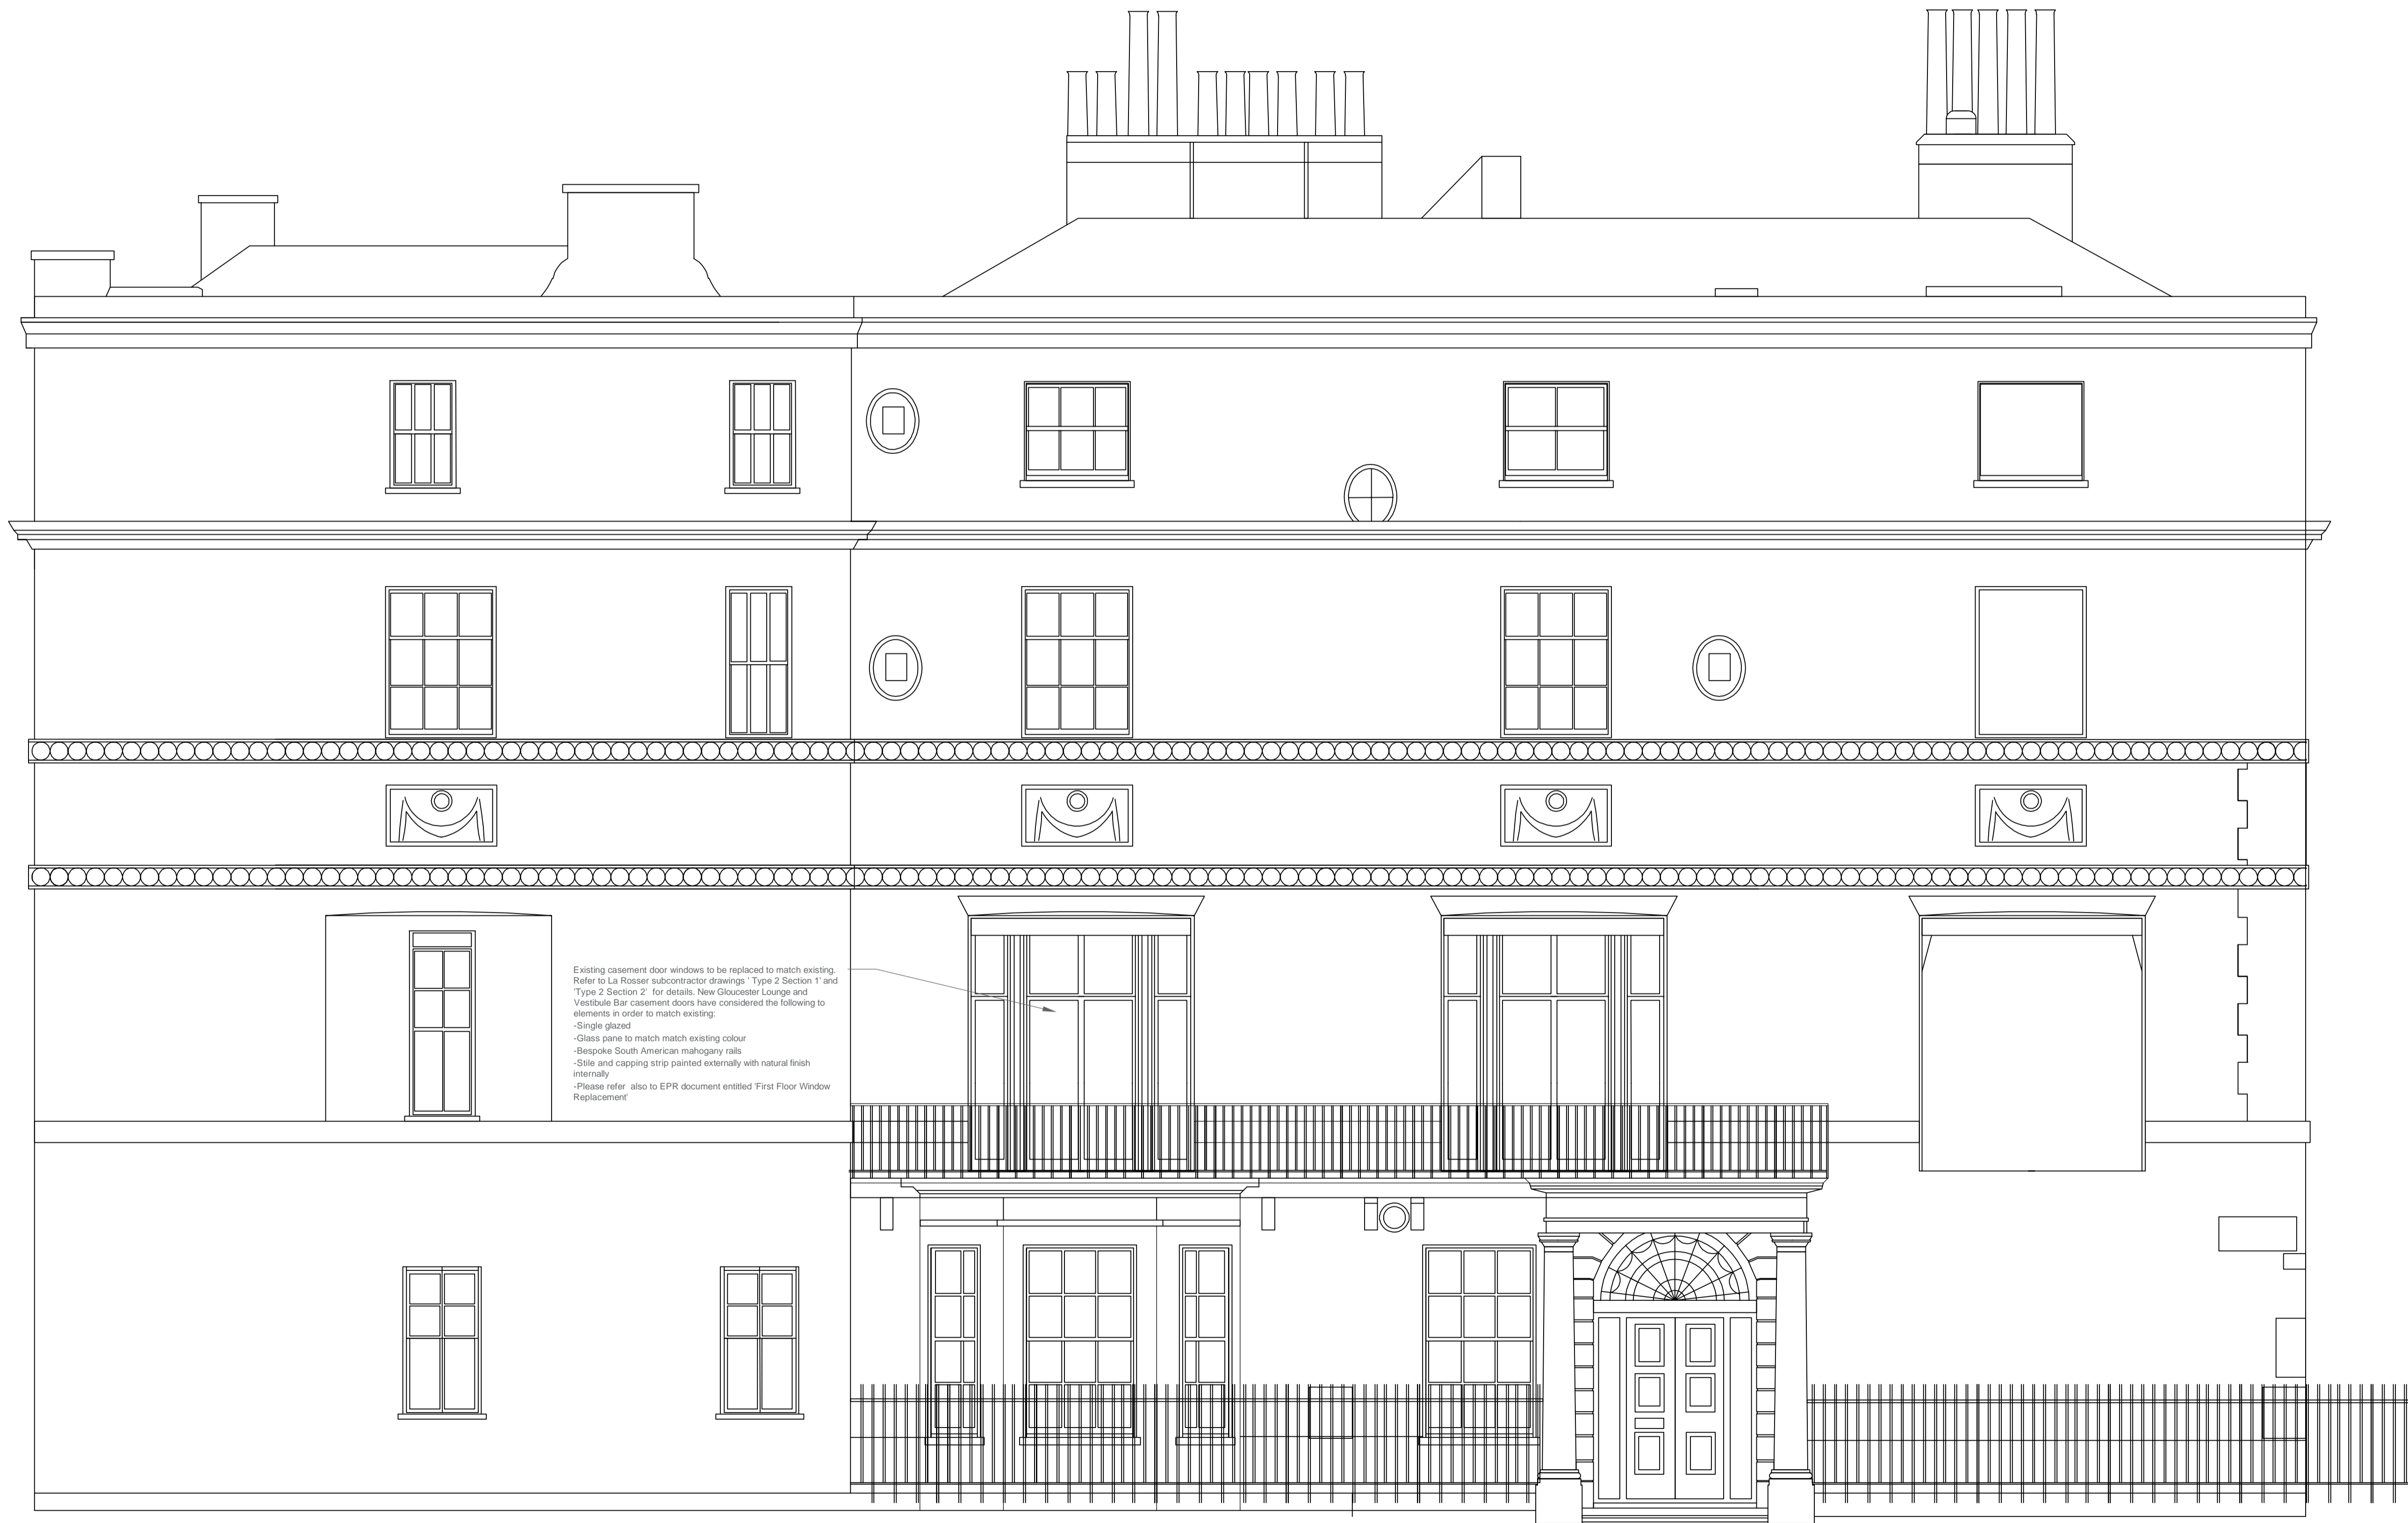 Existing casement door windows to be replaced to match existing.
Refer to La Rosser subcontractor drawings ' Type 2 Section 1' and
'Type 2 Section 2' for details. New Gloucester Lounge and
Vestibule Bar casement doors have considered the following to
elements in order to match existing:
-Single glazed
-Glass pane to match match existing colour
-Bespoke South American mahogany rails
-Stile and capping strip painted externally with natural finish
internally
-Please refer also to EPR document entitled 'First Floor Window
Replacement'